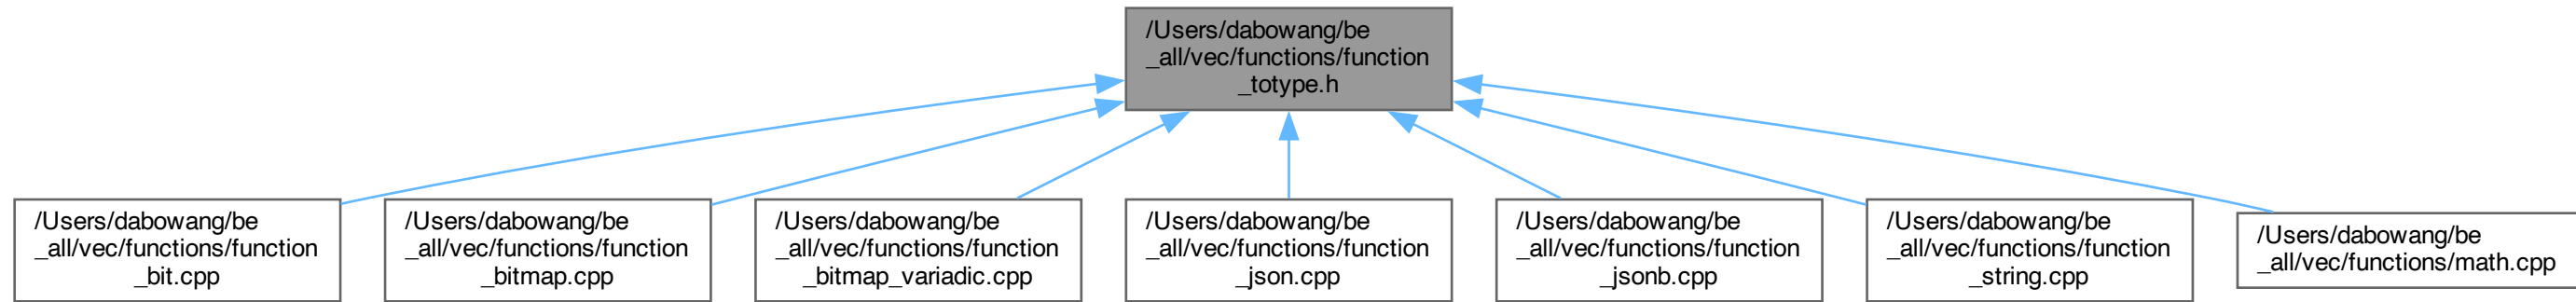 /Users/dabowang/be
_all/vec/functions/function
_totype.h
/Users/dabowang/be
_all/vec/functions/function
_bit.cpp
/Users/dabowang/be
_all/vec/functions/function
_bitmap.cpp
/Users/dabowang/be
_all/vec/functions/function
_bitmap_variadic.cpp
/Users/dabowang/be
_all/vec/functions/function
_json.cpp
/Users/dabowang/be
_all/vec/functions/function
_jsonb.cpp
/Users/dabowang/be
_all/vec/functions/function
_string.cpp
/Users/dabowang/be
_all/vec/functions/math.cpp